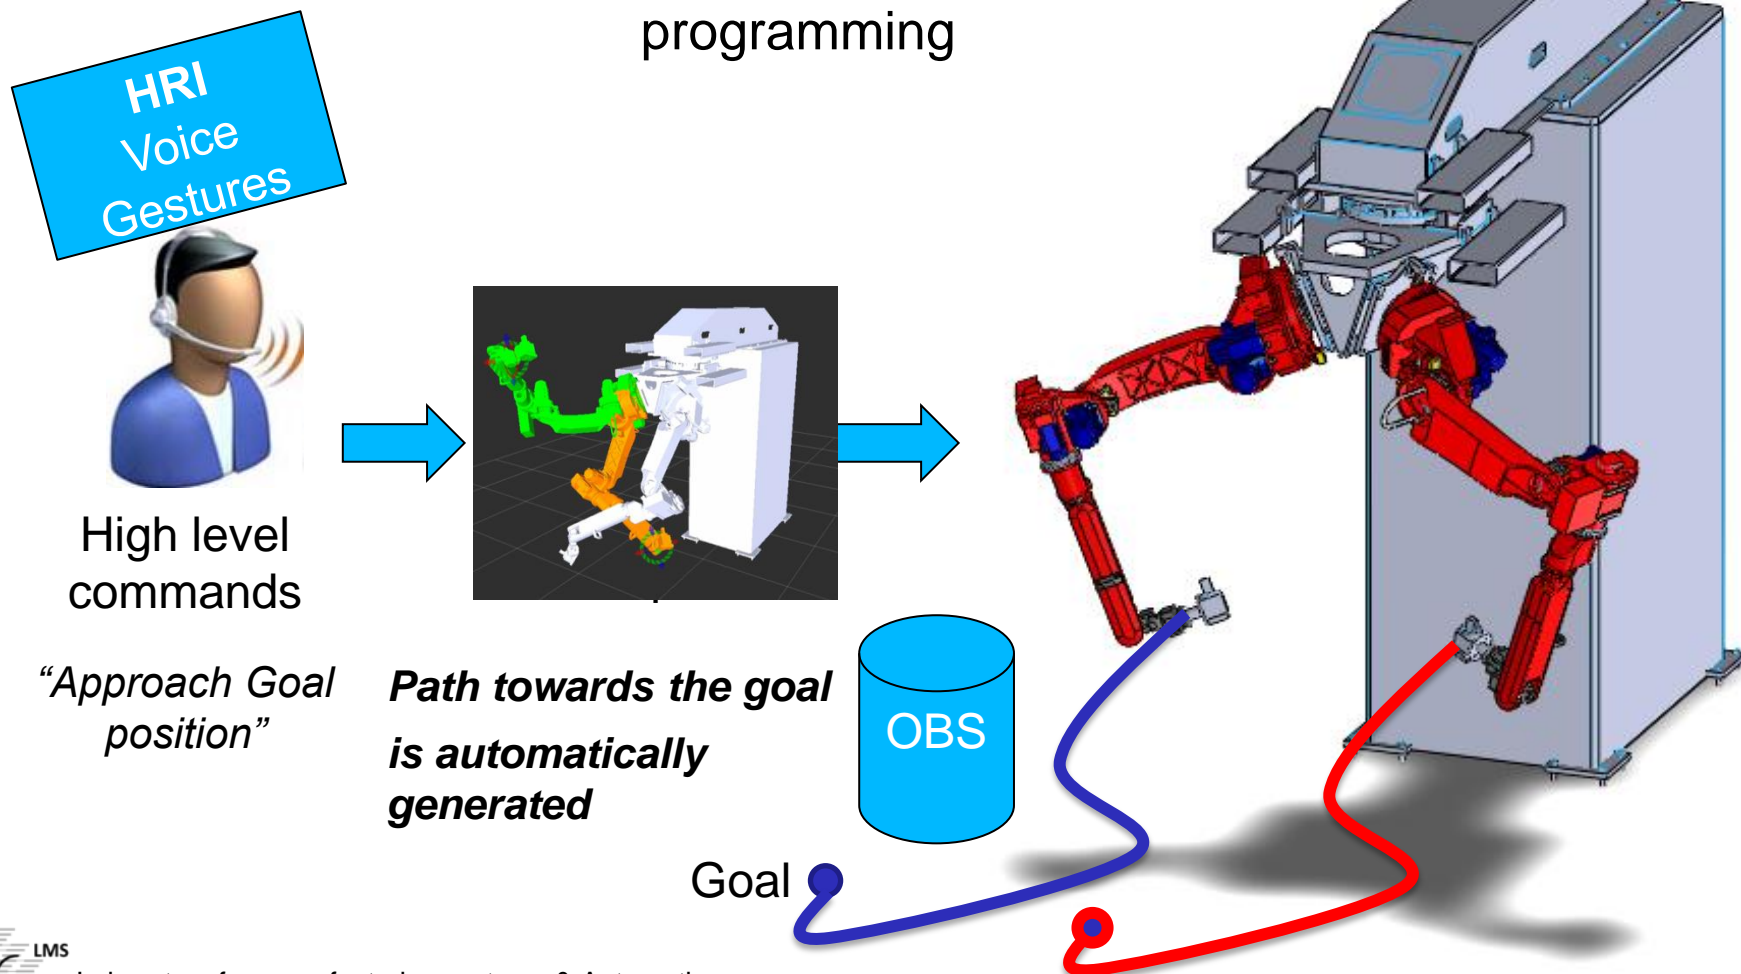 programming
HRI
Voice
Gestures
High level
commands
“Approach Goal
position”
Path towards the goal
is automatically
generated
OBS
Goal
LMS